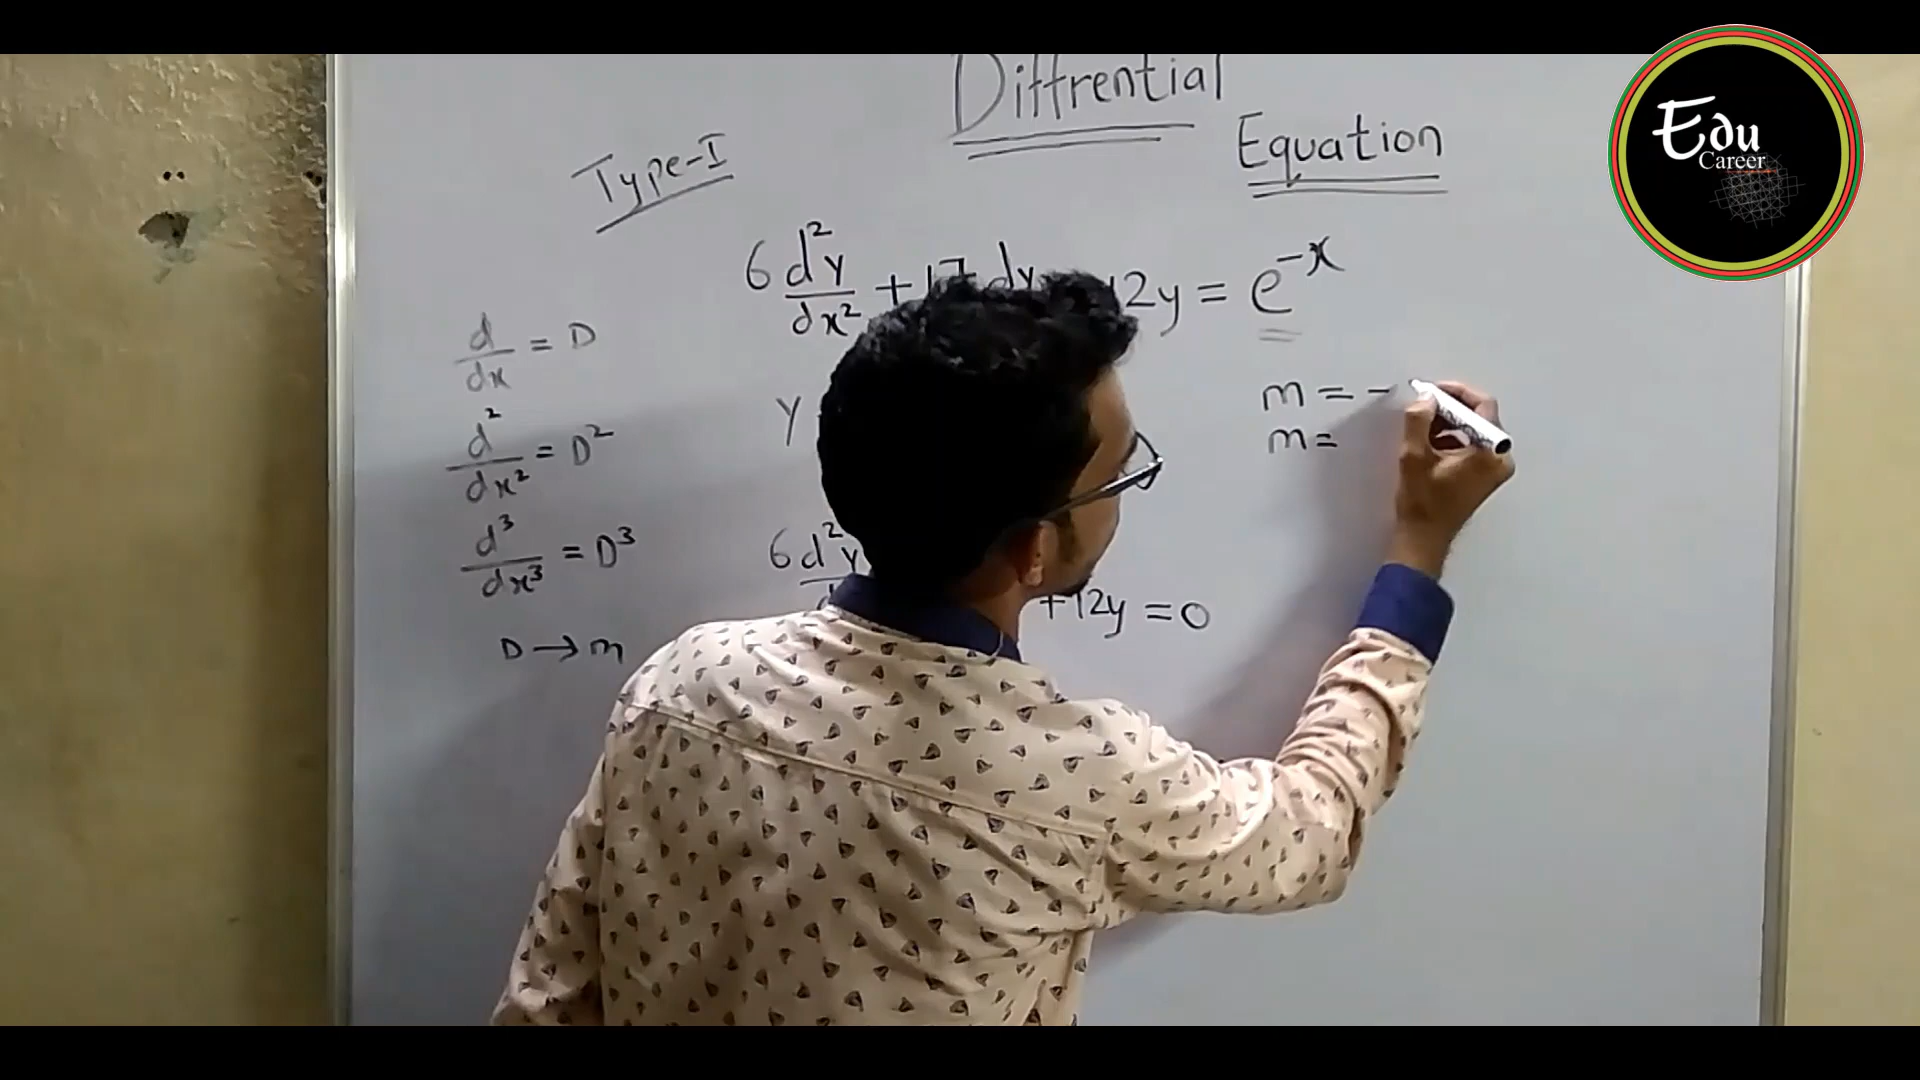 Diffrential
Equation
Edu
Career
Type-I
6 d²y/dx² + 17 dy 12y = e^-x
d/dx = D
m = -
y
d²/dx² = D²
m =
d³/dx³ = D³
6 d²y +12y = 0
D → m